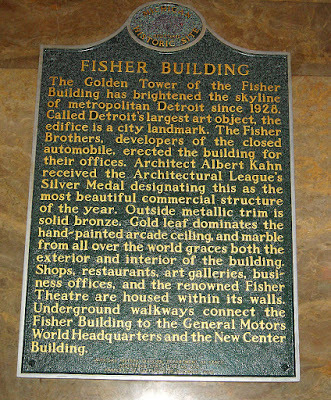 HISTORIC SITE
FISHER BUILDING
The Golden Tower of the Fisher
Building has brightened the skyline
of metropolitan Detroit since 1928.
Called Detroit's largest art object, the
edifice is a city landmark. The Fisher
Brothers, developers of the closed
automobile, erected the building for
their offices. Architect Albert Kahn
received the Architectural League's
Silver Medal designating this as the
most beautiful commercial structure
of the year. Outside metallic trim is
solid bronze. Gold leaf dominates the
hand-painted arcade ceiling, and marble
from all over the world graces both the
exterior and interior of the building.
Shops, restaurants, art galleries, busi-
ness offices, and the renowned Fisher
Theatre are housed within its walls.
Underground walkways connect the
Fisher Building to the General Motors
World Headquarters and the New Center
Building.